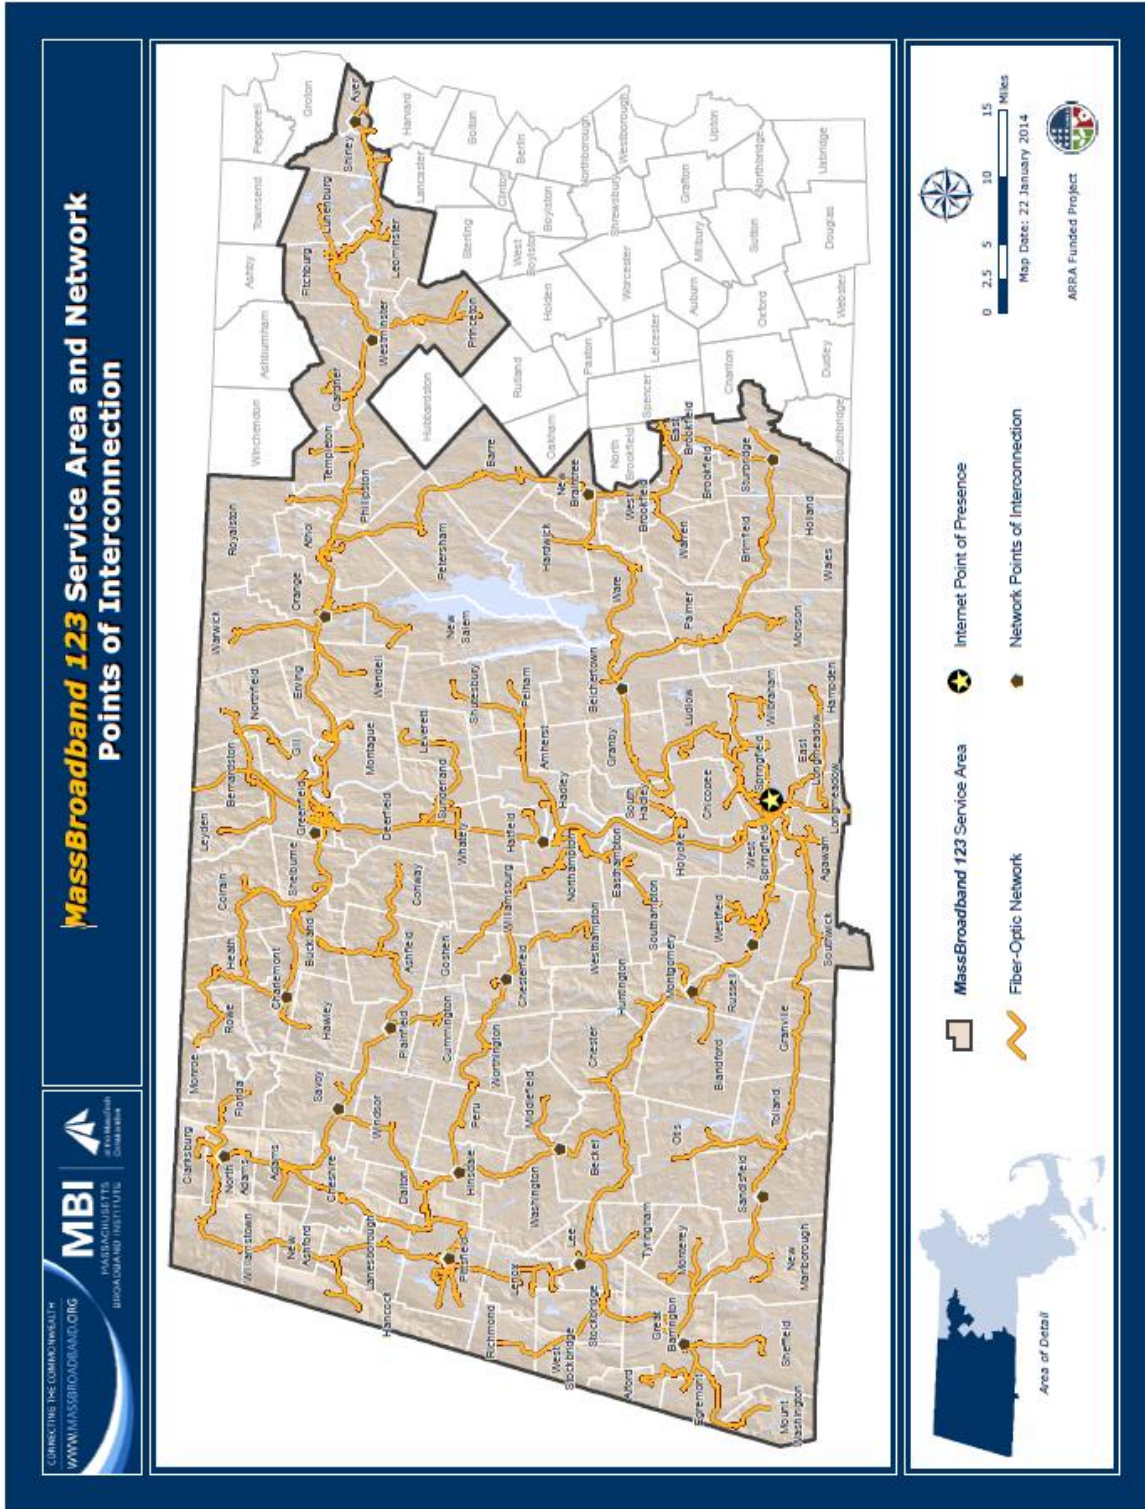 MassBroadband 123 Service Area and Network
Points of Interconnection
CONNECTING THE COMMONWEALTH
WWW.MASSBROADBAND.ORG
MBI
MASSACHUSETTS
BROADBAND INSTITUTE
at the MassTech
Collaborative
Clarksburg
Monroe
Rowe
Heath
Colrain
Leyden
Bernardston
Northfield
Warwick
Royalston
Winchendon
Ashburnham
Ashby
Townsend
Pepperell
Groton
Williamstown
North
Adams
Florida
Adams
Savoy
Charlemont
Hawley
Buckland
Shelburne
Greenfield
Gill
Erving
Orange
Athol
Phillipston
Templeton
Gardner
Westminster
Fitchburg
Lunenburg
Leominster
Shirley
Ayer
Harvard
Lancaster
Bolton
New
Ashford
Cheshire
Windsor
Plainfield
Ashfield
Conway
Deerfield
Montague
Wendell
Hancock
Lanesborough
Dalton
Peru
Cummington
Goshen
Whately
Sunderland
Leverett
Shutesbury
New
Salem
Petersham
Barre
Hubbardston
Princeton
Sterling
Clinton
Berlin
Pittsfield
Hinsdale
Worthington
Chesterfield
Williamsburg
Hatfield
Hadley
Amherst
Pelham
Hardwick
New
Braintree
Oakham
Rutland
Holden
West
Boylston
Boylston
Northborough
Westborough
Shrewsbury
Richmond
Lenox
Washington
Middlefield
Westhampton
Northampton
Easthampton
Belchertown
Ware
West
Brookfield
North
Brookfield
Spencer
Paxton
Leicester
Worcester
Grafton
Upton
Millbury
Auburn
West
Stockbridge
Stockbridge
Lee
Becket
Chester
Huntington
Montgomery
Southampton
Holyoke
South
Hadley
Granby
Ludlow
Palmer
Warren
Brookfield
East
Brookfield
Charlton
Oxford
Sutton
Northbridge
Alford
Great
Barrington
Tyringham
Monterey
Otis
Blandford
Russell
Westfield
West
Springfield
Chicopee
Springfield
Wilbraham
Monson
Brimfield
Sturbridge
Southbridge
Dudley
Webster
Douglas
Uxbridge
Egremont
Mount
Washington
Sheffield
New
Marlborough
Sandisfield
Tolland
Granville
Southwick
Agawam
Longmeadow
East
Longmeadow
Hampden
Wales
Holland
Area of Detail
MassBroadband 123 Service Area
Fiber-Optic Network
Internet Point of Presence
Network Points of Interconnection
0 2.5 5 10 15
Miles
Map Date: 22 January 2014
ARRA Funded Project